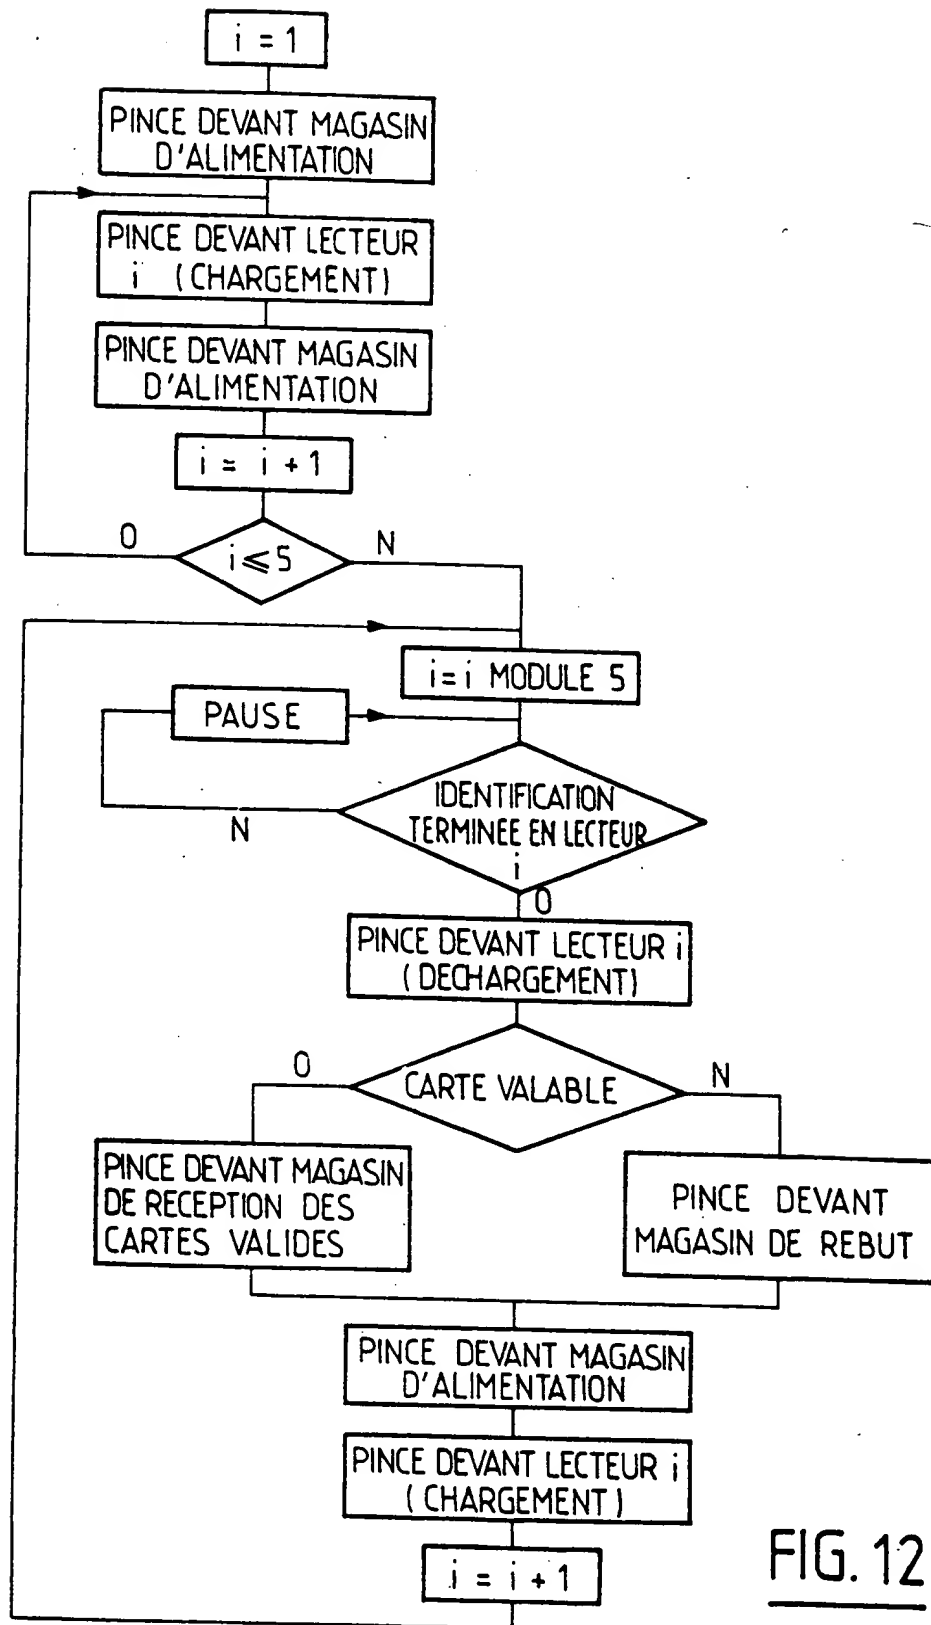 i = 1
PINCE DEVANT MAGASIN
D'ALIMENTATION
PINCE DEVANT LECTEUR
i (CHARGEMENT)
PINCE DEVANT MAGASIN
D'ALIMENTATION
i = i + 1
O
i ≤ 5
N
i = i MODULE 5
PAUSE
IDENTIFICATION
TERMINEE EN LECTEUR
i
N
O
PINCE DEVANT LECTEUR i
(DECHARGEMENT)
O
CARTE VALABLE
N
PINCE DEVANT MAGASIN
DE RECEPTION DES
CARTES VALIDES
PINCE DEVANT
MAGASIN DE REBUT
PINCE DEVANT MAGASIN
D'ALIMENTATION
PINCE DEVANT LECTEUR i
(CHARGEMENT)
i = i + 1
FIG. 12